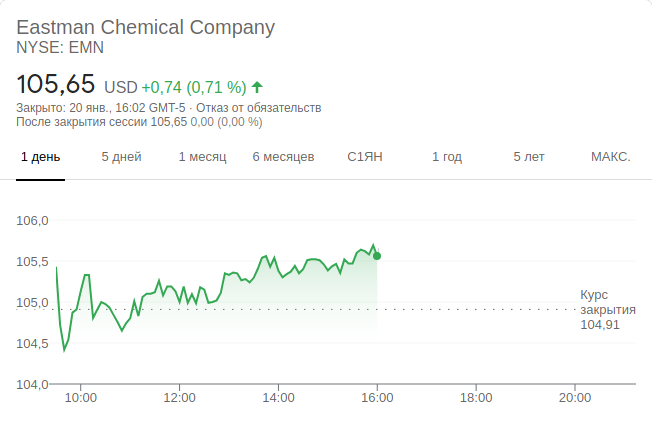 Eastman Chemical Company
NYSE: EMN
105,65 USD +0,74 (0,71 %)
Закрыто: 20 янв., 16:02 GMT-5 · Отказ от обязательств
После закрытия сессии 105,65 0,00 (0,00 %)
1 день 5 дней 1 месяц 6 месяцев С1ЯН 1 год 5 лет МАКС.
106,0
105,5
105,0
104,5
104,0
Курс
закрытия
104,91
10:00 12:00 14:00 16:00 18:00 20:00